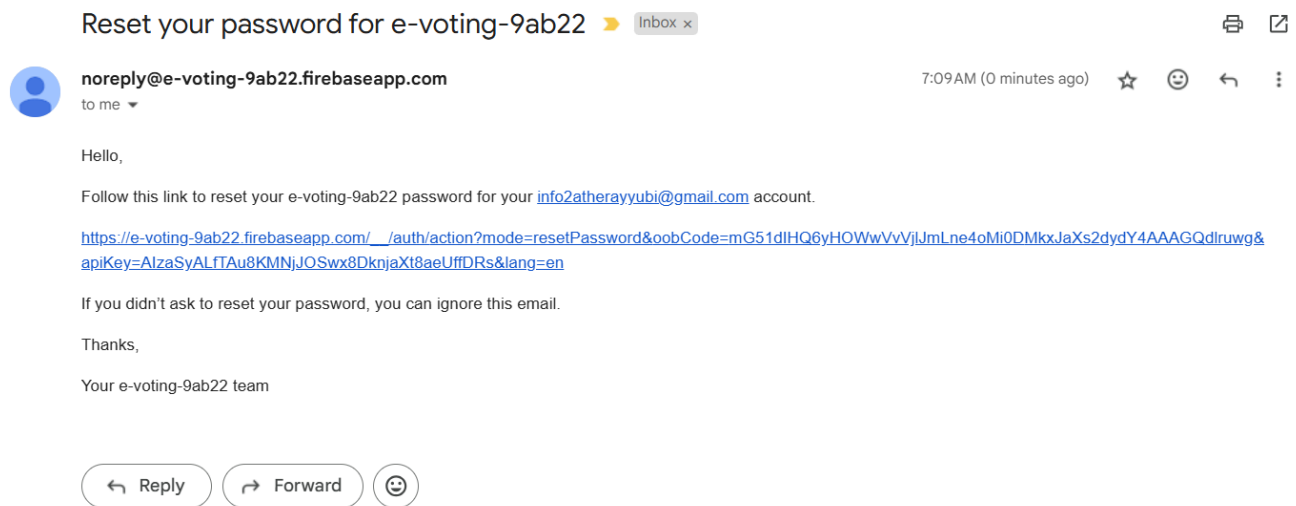 Reset your password for e-voting-9ab22 Inbox x
noreply@e-voting-9ab22.firebaseapp.com 7:09 AM (0 minutes ago)
to me
Hello,
Follow this link to reset your e-voting-9ab22 password for your info2atherayyubi@gmail.com account.
https://e-voting-9ab22.firebaseapp.com/__/auth/action?mode=resetPassword&oobCode=mG51dIHQ6yHOWwVvVjlJmLne4oMi0DMkxJaXs2dydY4AAAGQdlruwg&
apiKey=AIzaSyALfTAu8KMNjJOSwx8DknjaXt8aeUffDRs&lang=en
If you didn’t ask to reset your password, you can ignore this email.
Thanks,
Your e-voting-9ab22 team
Reply Forward